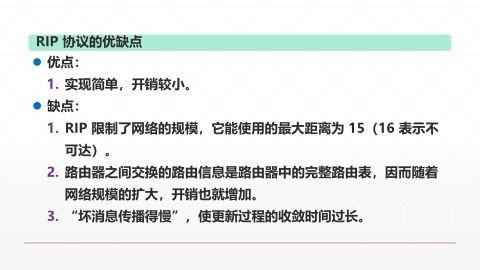 RIP 协议的优缺点
● 优点：
1. 实现简单，开销较小。
● 缺点：
1. RIP 限制了网络的规模，它能使用的最大距离为 15（16 表示不
可达）。
2. 路由器之间交换的路由信息是路由器中的完整路由表，因而随着
网络规模的扩大，开销也就增加。
3. “坏消息传播得慢”，使更新过程的收敛时间过长。